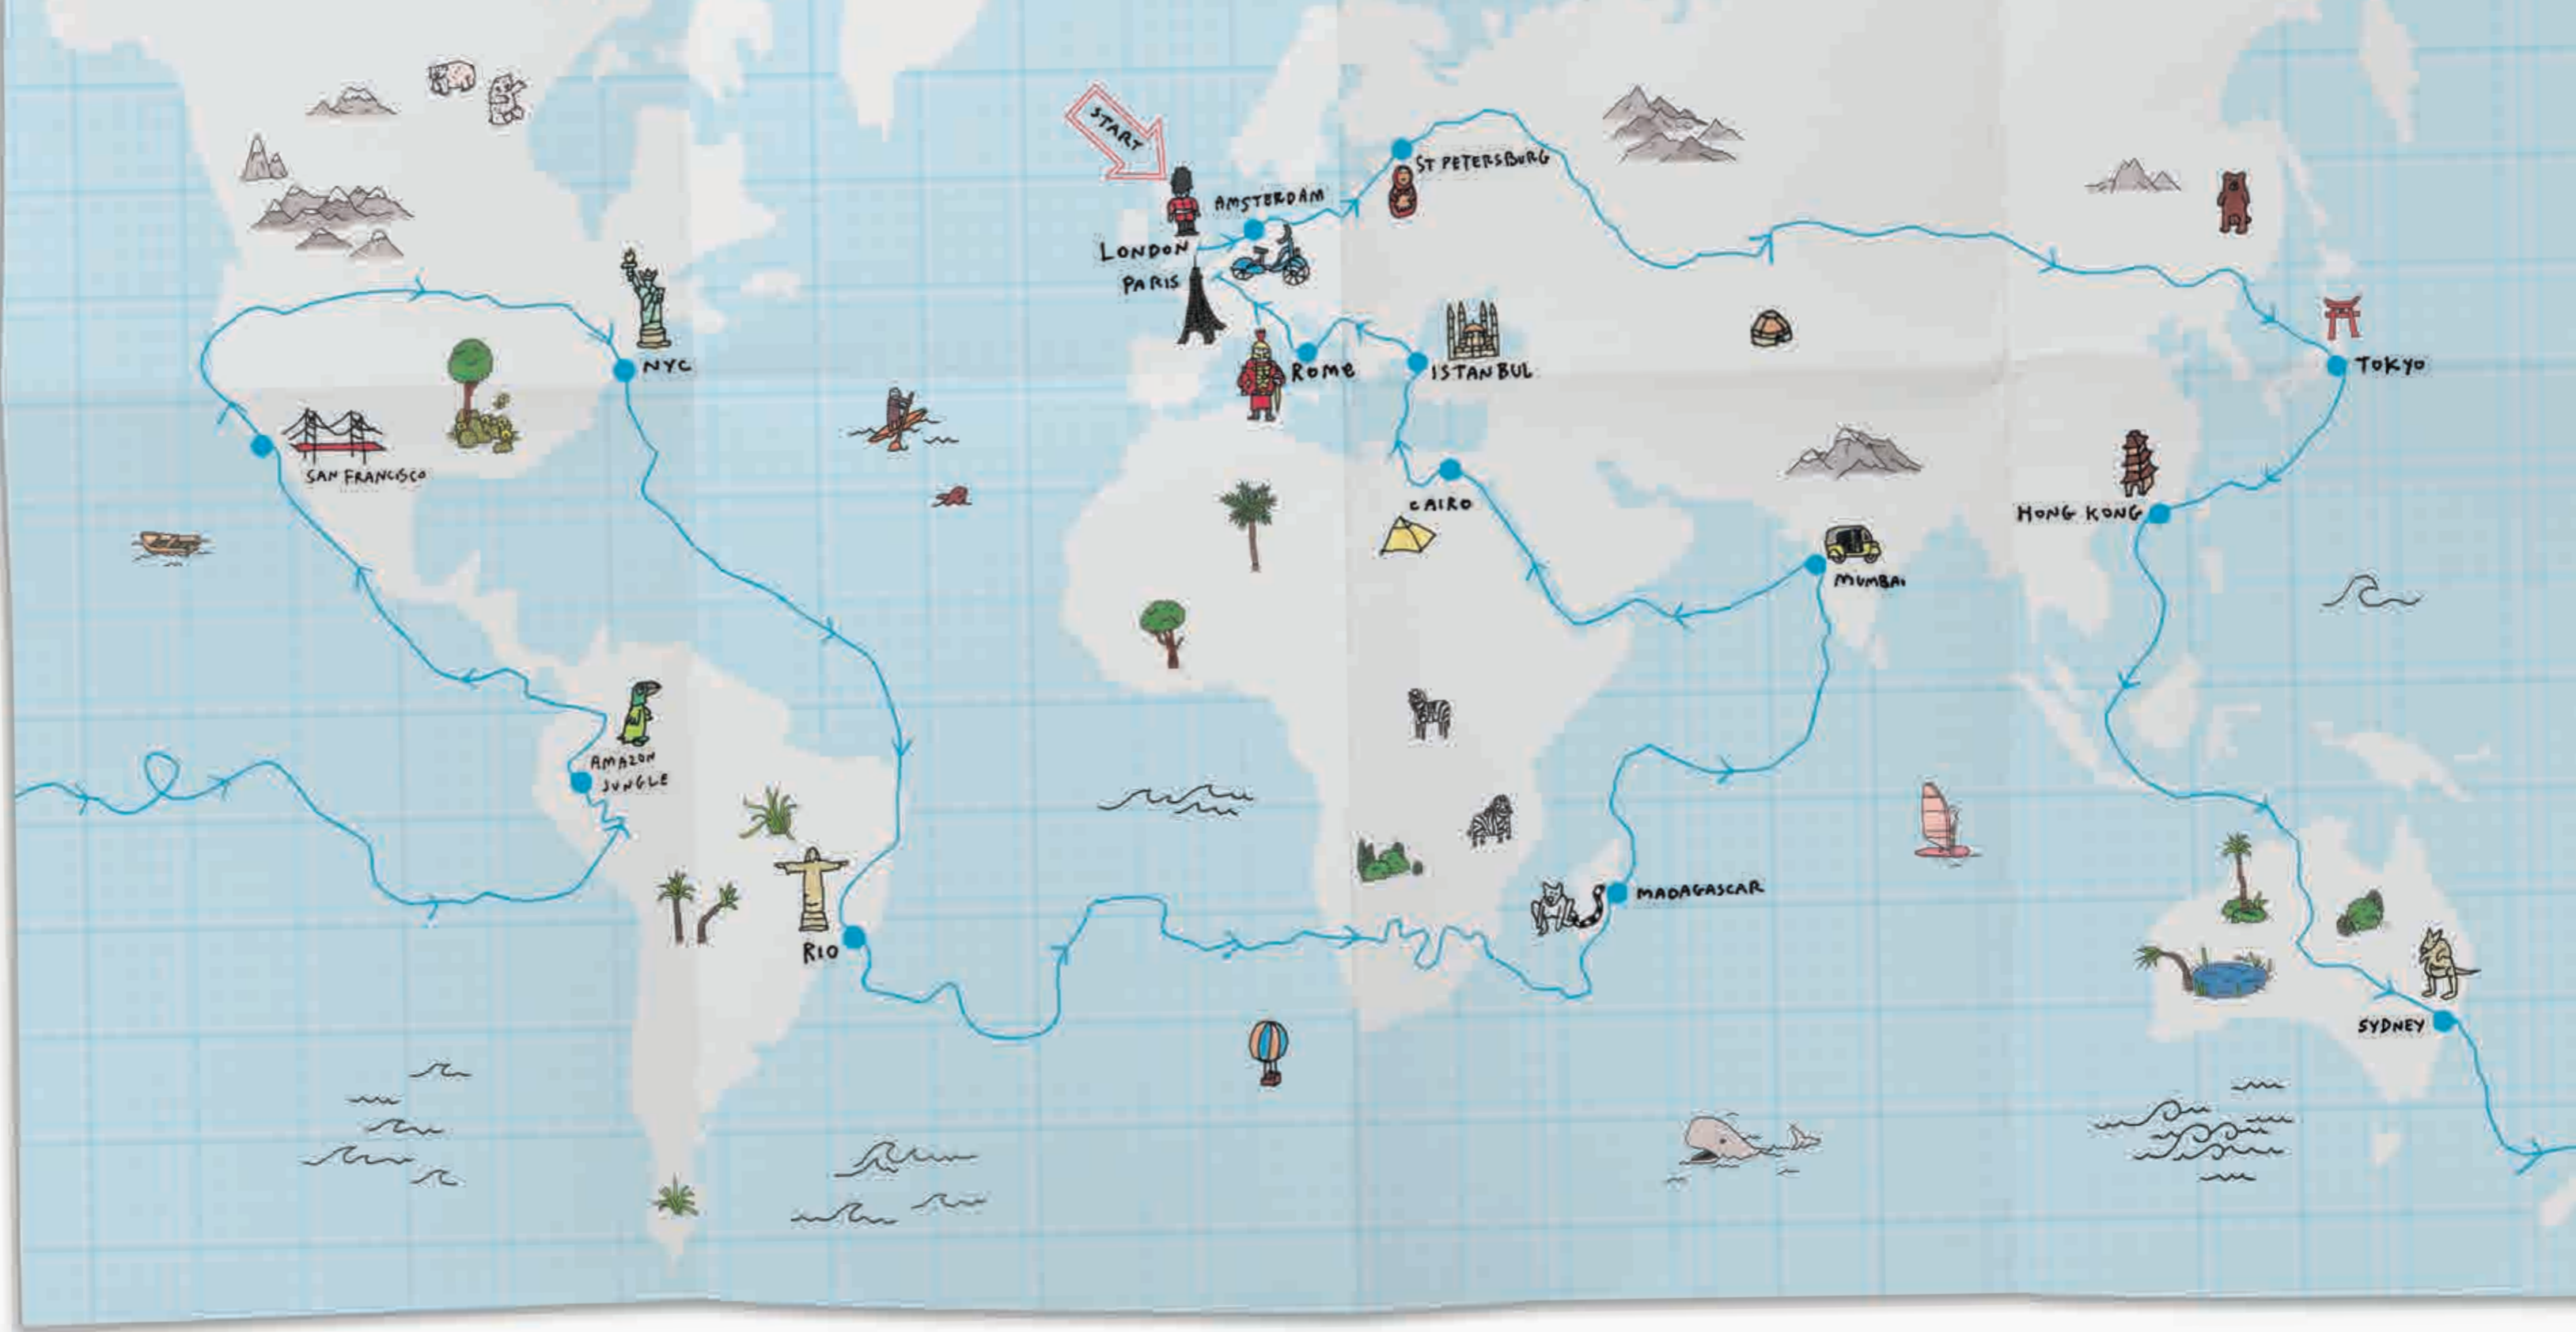 START
AMSTERDAM
ST PETERSBURG
LONDON
PARIS
NYC
ROME
ISTANBUL
TOKYO
SAN FRANCISCO
CAIRO
HONG KONG
MUMBAI
AMAZON
JUNGLE
MADAGASCAR
RIO
SYDNEY